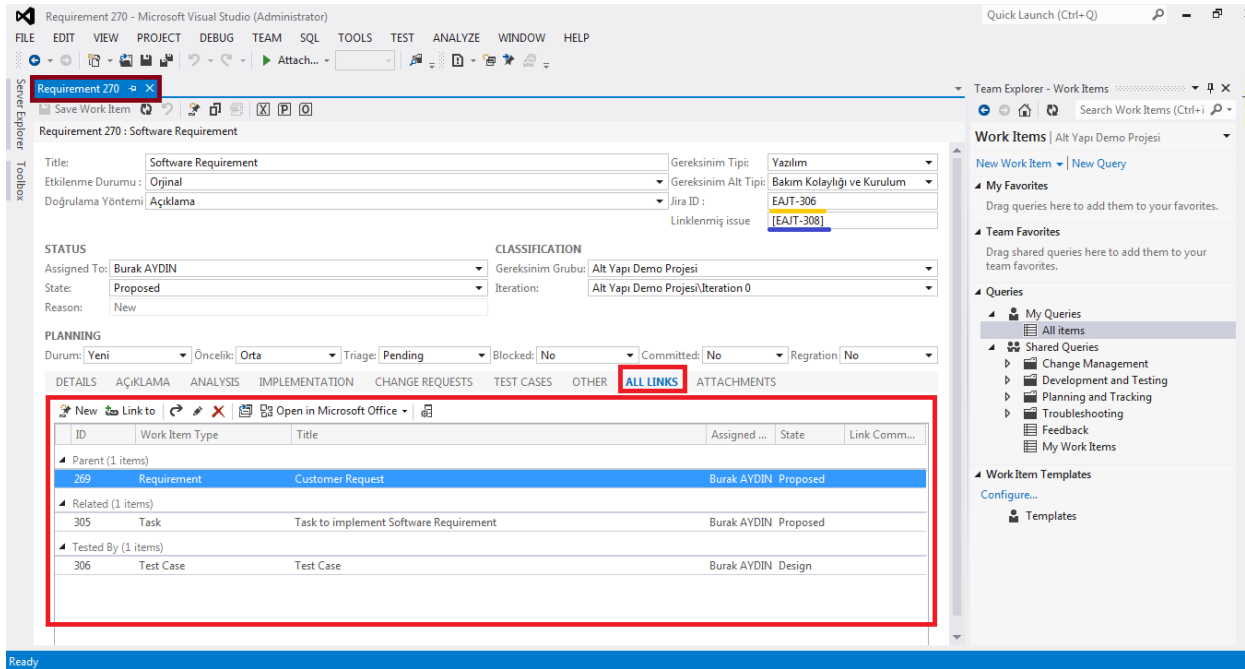 Requirement 270 - Microsoft Visual Studio (Administrator)
Quick Launch (Ctrl+Q)
FILE EDIT VIEW PROJECT DEBUG TEAM SQL TOOLS TEST ANALYZE WINDOW HELP
Attach...
Server Explorer
Toolbox
Requirement 270
Save Work Item
Requirement 270 : Software Requirement
Title: Software Requirement Gereksinim Tipi: Yazılım
Etkilenme Durumu : Orjinal Gereksinim Alt Tipi: Bakım Kolaylığı ve Kurulum
Doğrulama Yöntemi Açıklama Jira ID : EAJT-306
Linklenmiş issue [EAJT-308]
STATUS CLASSIFICATION
Assigned To: Burak AYDIN Gereksinim Grubu: Alt Yapı Demo Projesi
State: Proposed Iteration: Alt Yapı Demo Projesi\Iteration 0
Reason: New
PLANNING
Durum: Yeni Öncelik: Orta Triage: Pending Blocked: No Committed: No Regration No
DETAILS AÇıKLAMA ANALYSIS IMPLEMENTATION CHANGE REQUESTS TEST CASES OTHER ALL LINKS ATTACHMENTS
New Link to Open in Microsoft Office
ID Work Item Type Title Assigned ... State Link Comm...
Parent (1 items)
269 Requirement Customer Request Burak AYDIN Proposed
Related (1 items)
305 Task Task to implement Software Requirement Burak AYDIN Proposed
Tested By (1 items)
306 Test Case Test Case Burak AYDIN Design
Team Explorer - Work Items
Search Work Items (Ctrl+i
Work Items | Alt Yapı Demo Projesi
New Work Item | New Query
My Favorites
Drag queries here to add them to your favorites.
Team Favorites
Drag shared queries here to add them to your
team favorites.
Queries
My Queries
All items
Shared Queries
Change Management
Development and Testing
Planning and Tracking
Troubleshooting
Feedback
My Work Items
Work Item Templates
Configure...
Templates
Ready